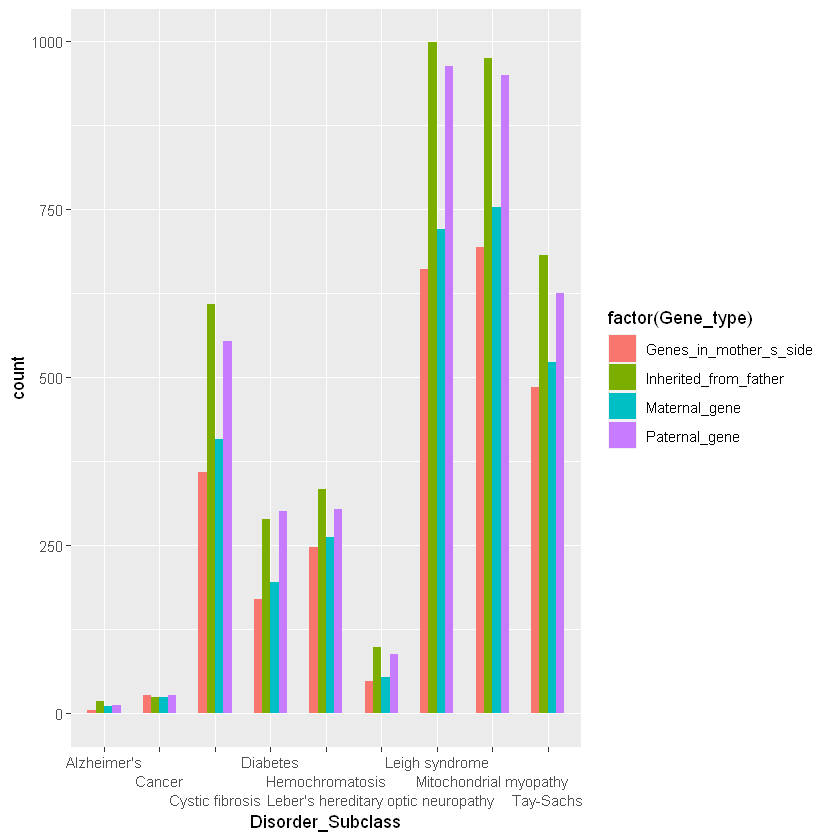 1000
750
500
250
0
count
Alzheimer's
Diabetes
Leigh syndrome
Cancer
Hemochromatosis
Mitochondrial myopathy
Cystic fibrosis
Leber's hereditary optic neuropathy
Tay-Sachs
Disorder_Subclass
factor(Gene_type)
Genes_in_mother_s_side
Inherited_from_father
Maternal_gene
Paternal_gene